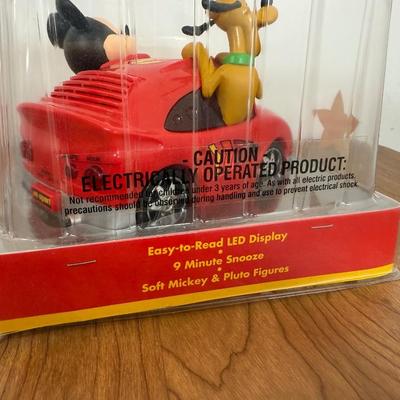 - CAUTION -
ELECTRICALLY OPERATED PRODUCT:
Not recommended for children under 3 years of age. As with all electric products,
precautions should be observed during handling and use to prevent electrical shock.
Easy-to-Read LED Display
•
9 Minute Snooze
•
Soft Mickey & Pluto Figures